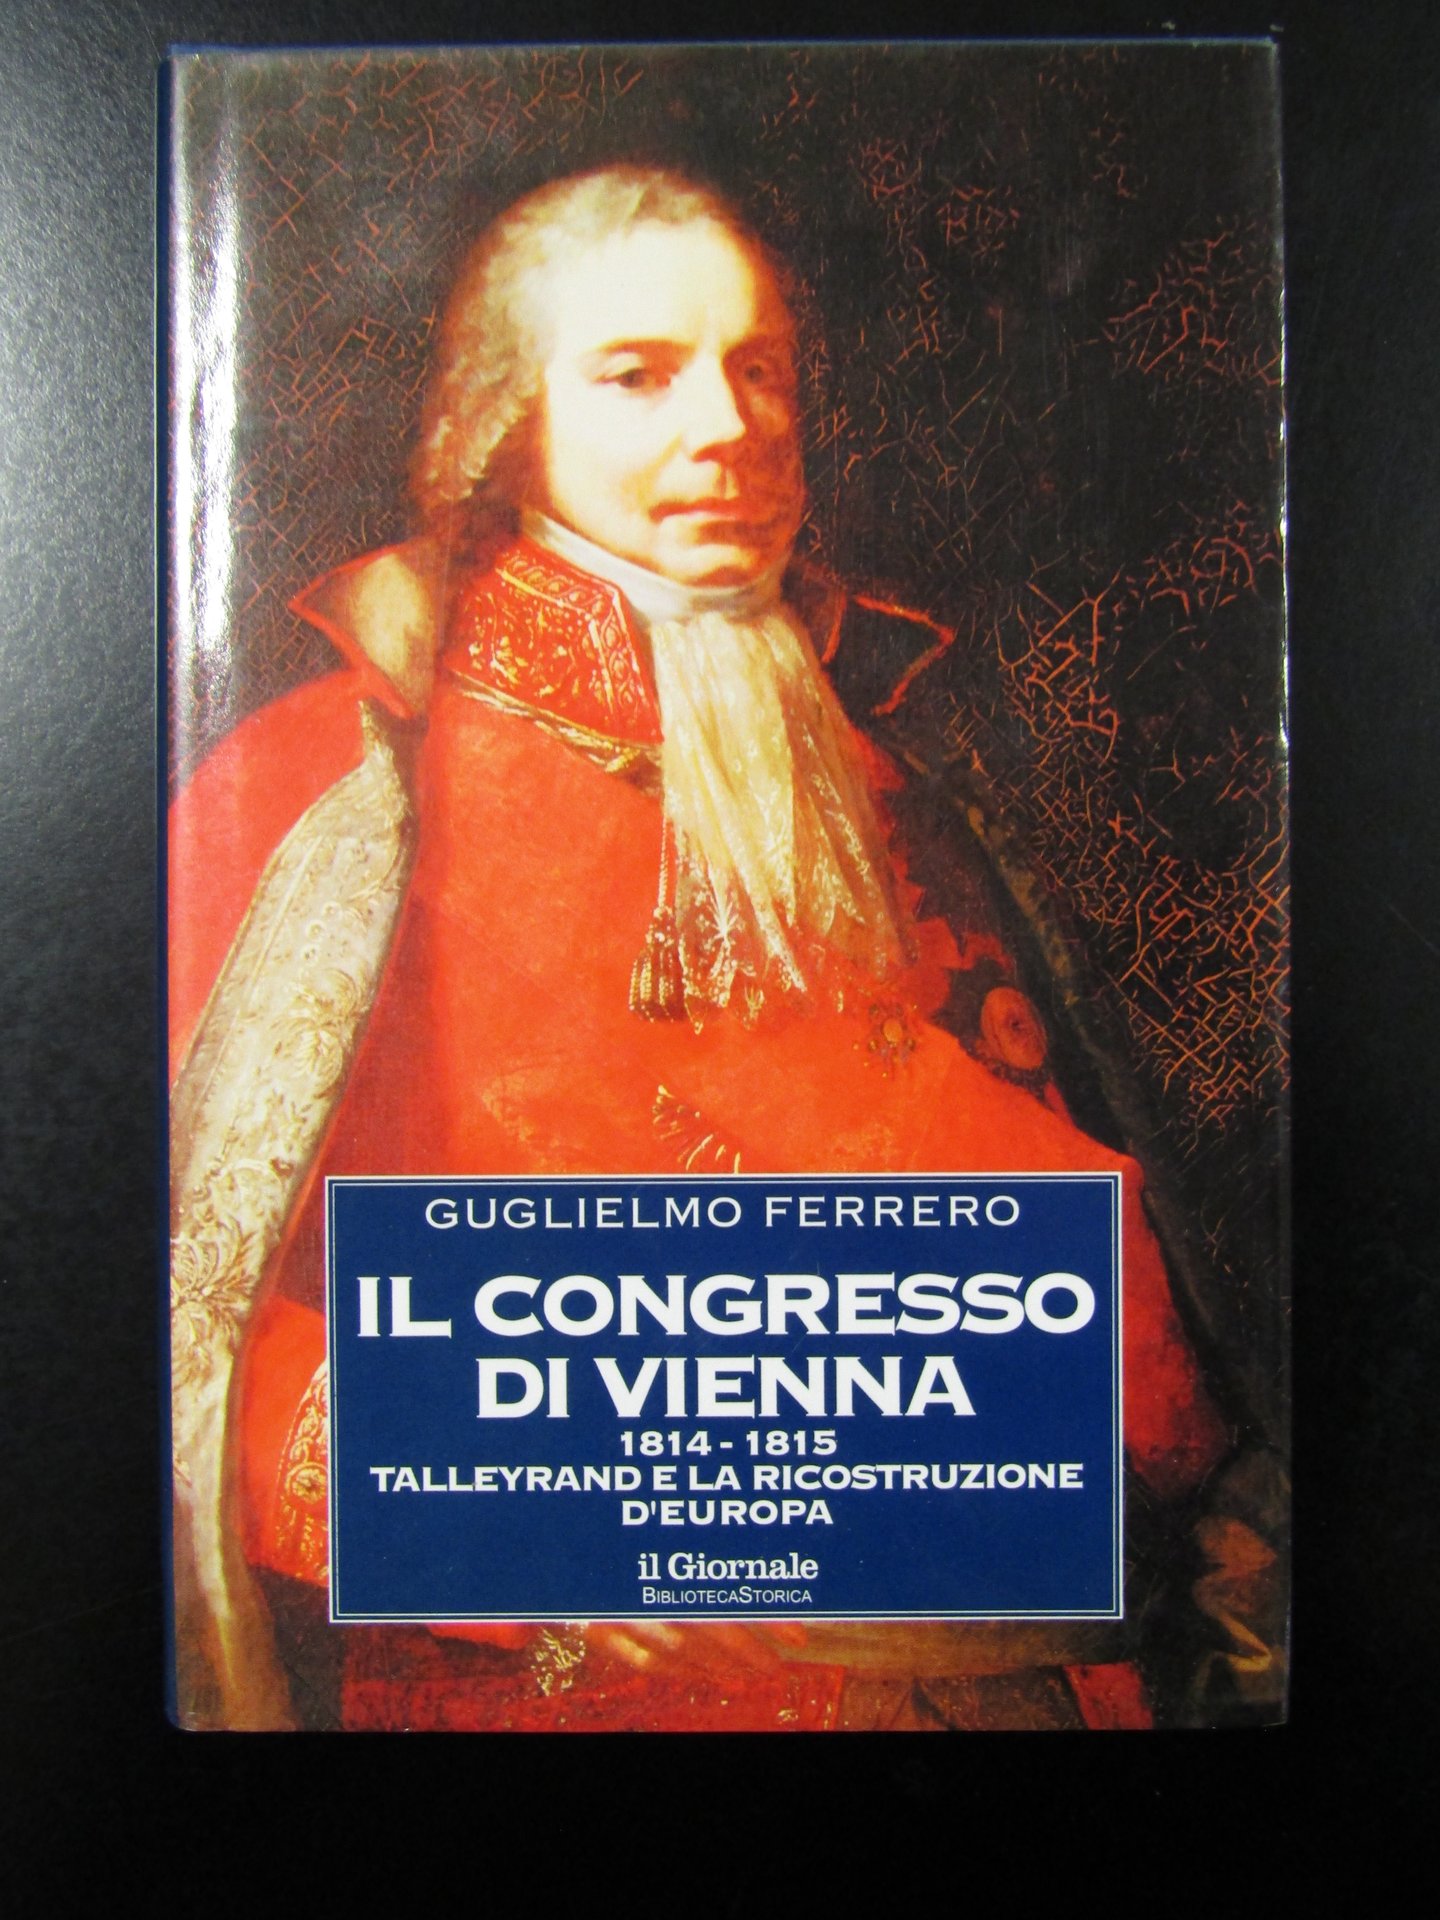 GUGLIELMO FERRERO
IL CONGRESSO
DI VIENNA
1814 - 1815
TALLEYRAND E LA RICOSTRUZIONE
D'EUROPA
il Giornale
BIBLIOTECASTORICA